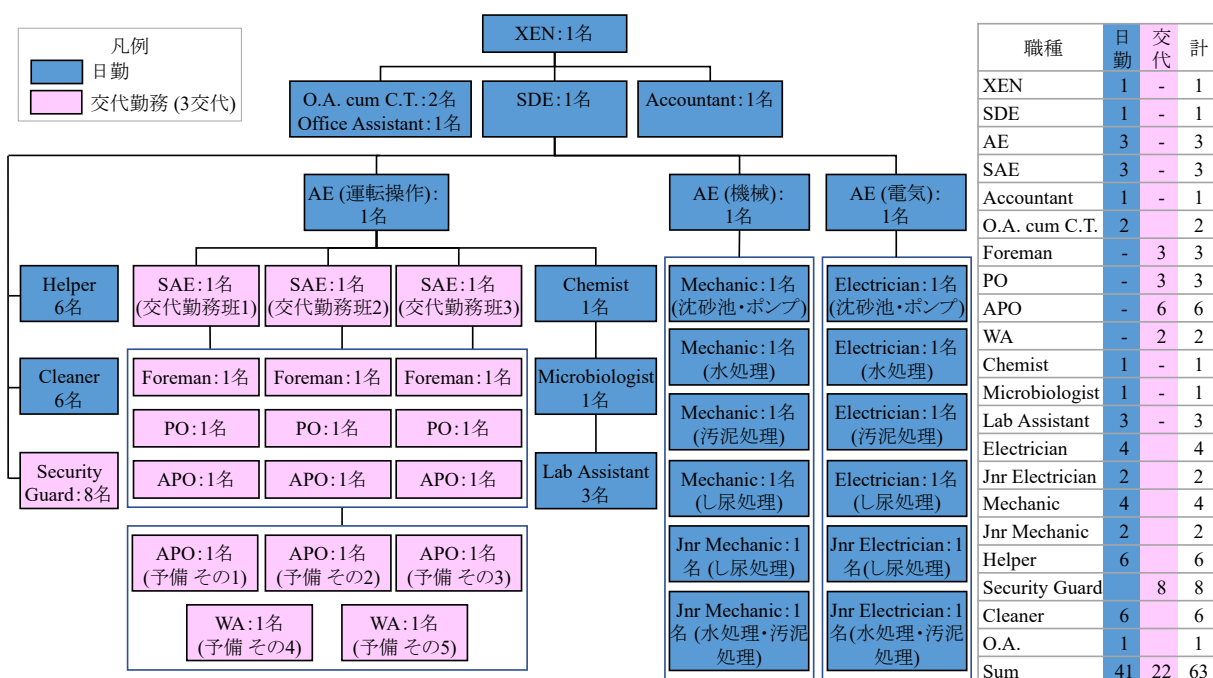 凡例
日勤
交代勤務 (3交代)
XEN:1名
O.A. cum C.T.:2名
Office Assistant:1名
SDE:1名
Accountant:1名
AE (運転操作):
1名
AE (機械):
1名
AE (電気):
1名
Helper
6名
Cleaner
6名
Security
Guard:8名
SAE:1名
(交代勤務班1)
SAE:1名
(交代勤務班2)
SAE:1名
(交代勤務班3)
Foreman:1名
Foreman:1名
Foreman:1名
PO:1名
PO:1名
PO:1名
APO:1名
APO:1名
APO:1名
APO:1名
(予備 その1)
APO:1名
(予備 その2)
APO:1名
(予備 その3)
WA:1名
(予備 その4)
WA:1名
(予備 その5)
Chemist
1名
Microbiologist
1名
Lab Assistant
3名
Mechanic:1名
(沈砂池・ポンプ)
Mechanic:1名
(水処理)
Mechanic:1名
(汚泥処理)
Mechanic:1名
(し尿処理)
Jnr Mechanic:1
名 (し尿処理)
Jnr Mechanic:1
名 (水処理・汚泥
処理)
Electrician:1名
(沈砂池・ポンプ)
Electrician:1名
(水処理)
Electrician:1名
(汚泥処理)
Electrician:1名
(し尿処理)
Jnr Electrician:1
名(し尿処理)
Jnr Electrician:1
名(水処理・汚泥
処理)
職種 日勤 交代 計
XEN 1 - 1
SDE 1 - 1
AE 3 - 3
SAE 3 - 3
Accountant 1 - 1
O.A. cum C.T. 2 2
Foreman - 3 3
PO - 3 3
APO - 6 6
WA - 2 2
Chemist 1 - 1
Microbiologist 1 - 1
Lab Assistant 3 - 3
Electrician 4 4
Jnr Electrician 2 2
Mechanic 4 4
Jnr Mechanic 2 2
Helper 6 6
Security Guard 8 8
Cleaner 6 6
O.A. 1 1
Sum 41 22 63